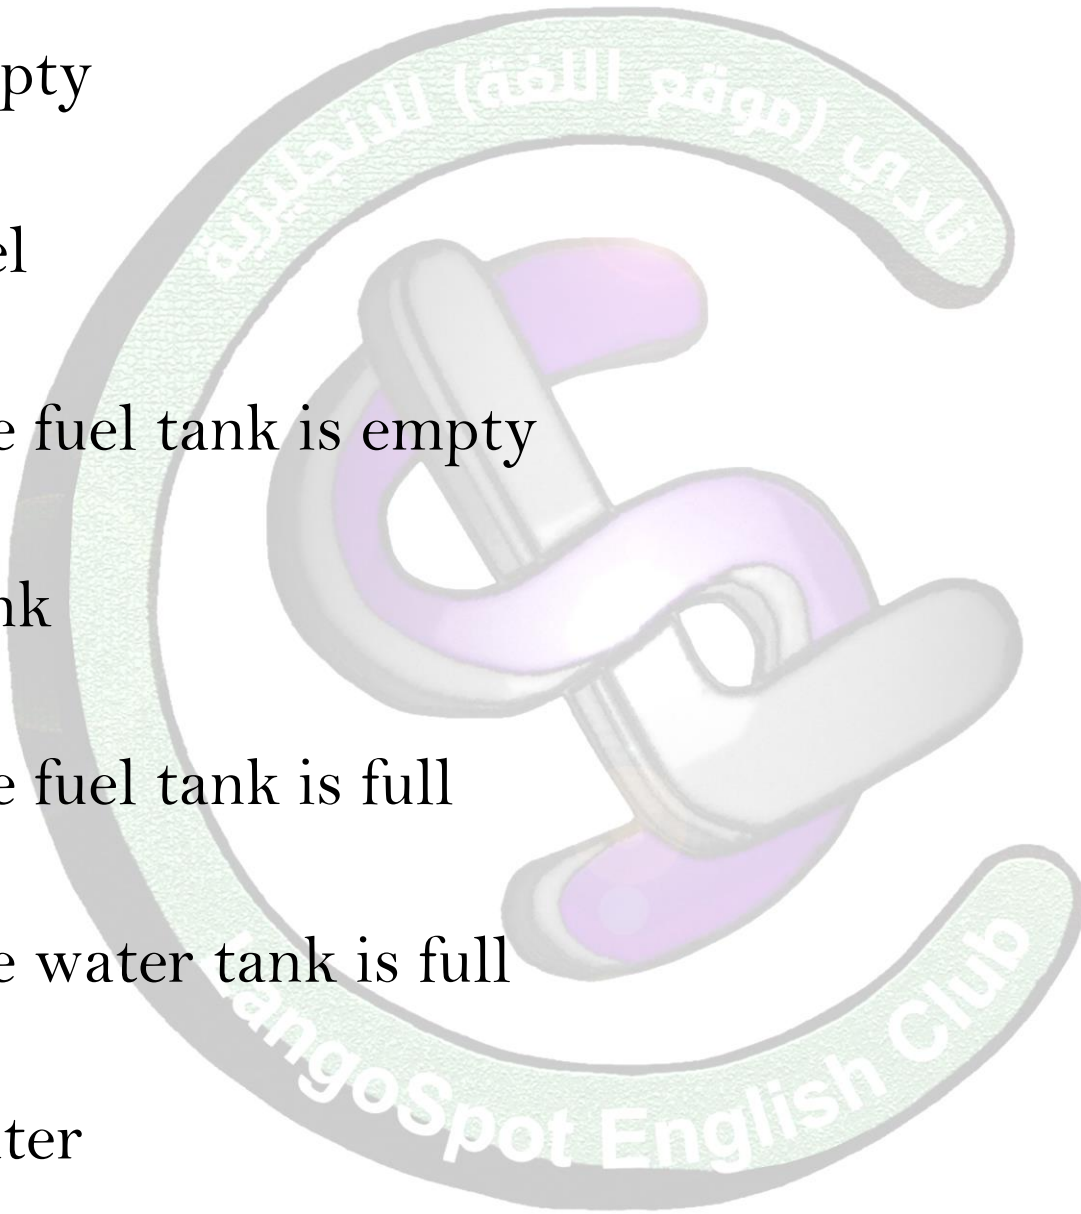 نادي (موقع اللغة) للانجليزية
pty
el
e fuel tank is empty
nk
e fuel tank is full
e water tank is full
ter
LangoSpot English Club